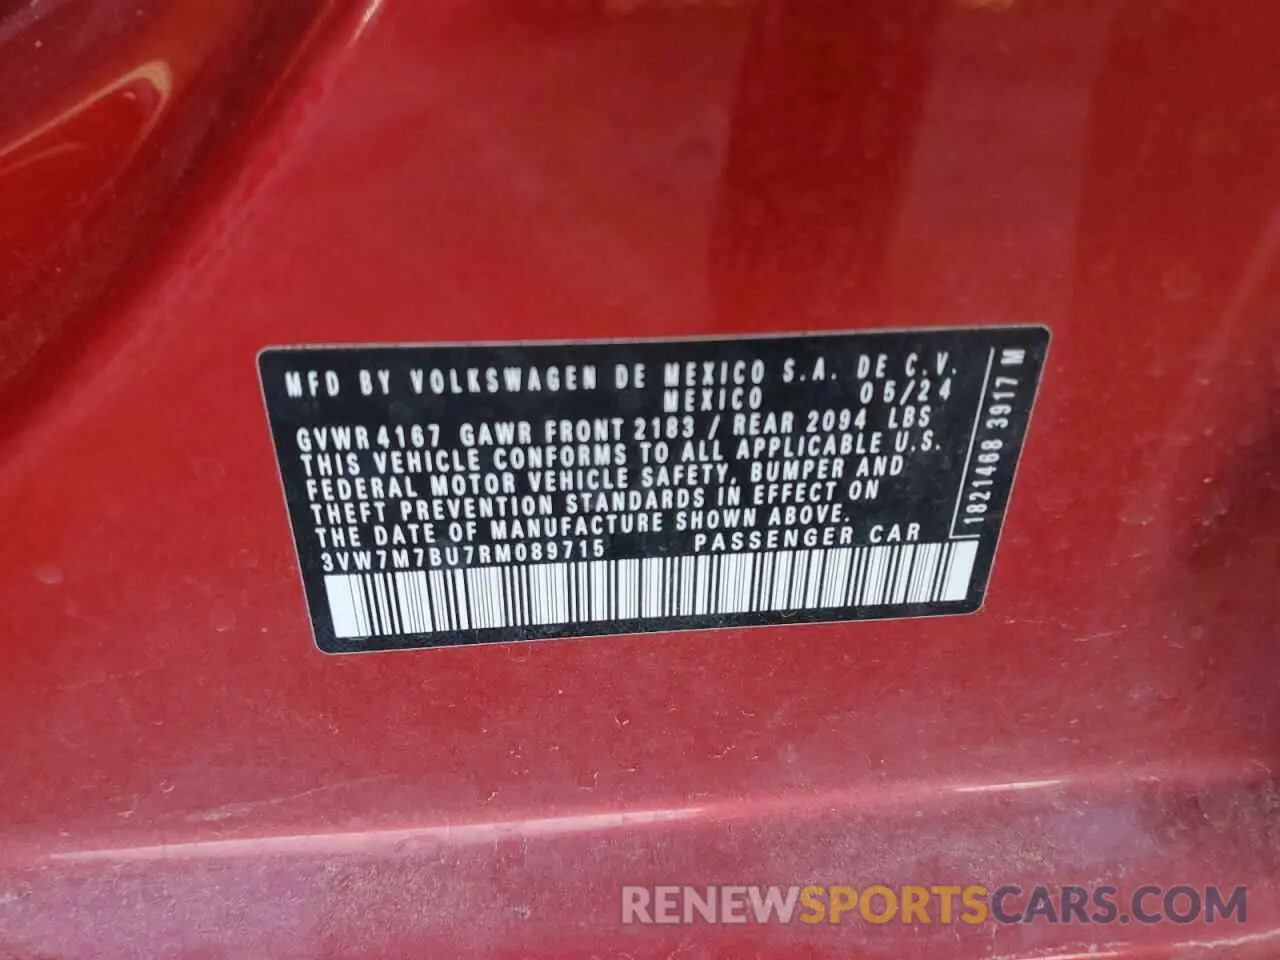 MFD BY VOLKSWAGEN DE MEXICO S.A. DE C.V.
MEXICO 05/24
GVWR 4167 GAWR FRONT 2183 / REAR 2094 LBS
THIS VEHICLE CONFORMS TO ALL APPLICABLE U.S.
FEDERAL MOTOR VEHICLE SAFETY, BUMPER AND
THEFT PREVENTION STANDARDS IN EFFECT ON
THE DATE OF MANUFACTURE SHOWN ABOVE.
3VW7M7BU7RM089715 PASSENGER CAR
1821468 3917 M
RENEWSPORTSCARS.COM